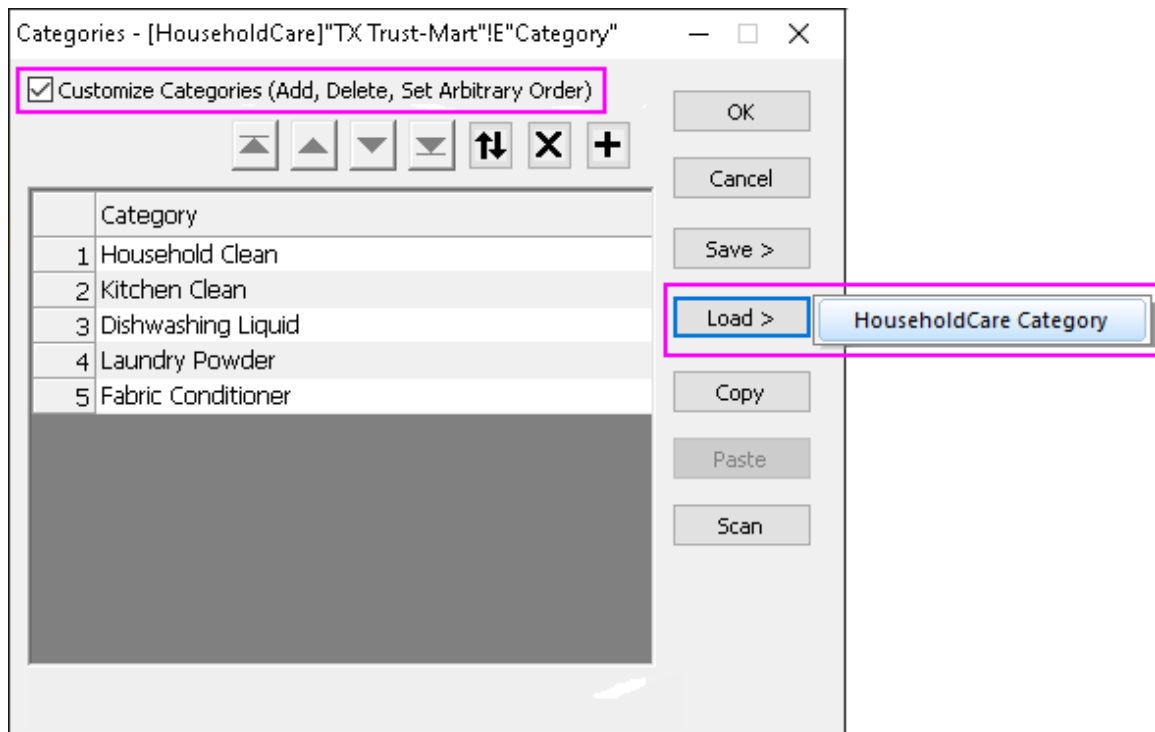 Categories - [HouseholdCare]"TX Trust-Mart"!E"Category"
Customize Categories (Add, Delete, Set Arbitrary Order)
OK
Cancel
Category
1 Household Clean
2 Kitchen Clean
3 Dishwashing Liquid
4 Laundry Powder
5 Fabric Conditioner
Save >
Load >
HouseholdCare Category
Copy
Paste
Scan